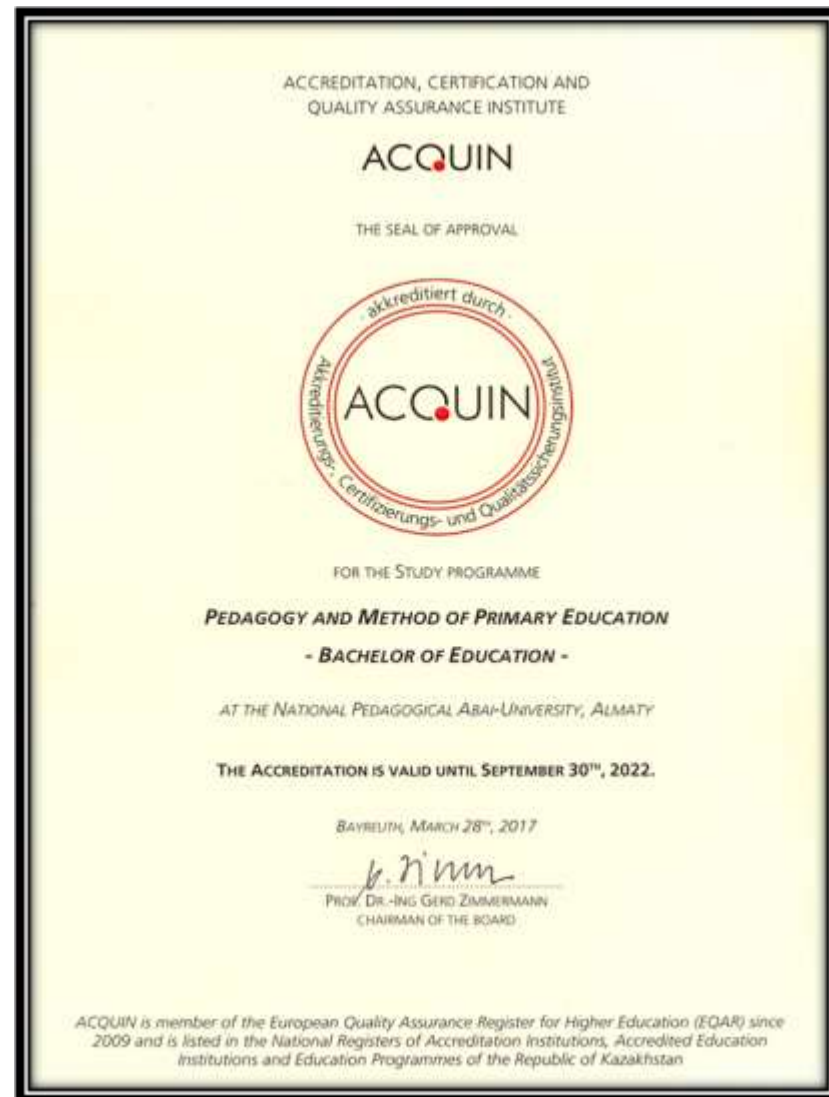 ACCREDITATION, CERTIFICATION AND
QUALITY ASSURANCE INSTITUTE
ACQUIN
THE SEAL OF APPROVAL
· akkreditiert durch ·
ACQUIN
Akkreditierungs-, Certifizierungs- und Qualitätssicherungsinstitut
FOR THE STUDY PROGRAMME
PEDAGOGY AND METHOD OF PRIMARY EDUCATION
- BACHELOR OF EDUCATION -
AT THE NATIONAL PEDAGOGICAL ABAI-UNIVERSITY, ALMATY
THE ACCREDITATION IS VALID UNTIL SEPTEMBER 30TH, 2022.
BAYREUTH, MARCH 28TH, 2017
PROF. DR.-ING GERD ZIMMERMANN
CHAIRMAN OF THE BOARD
ACQUIN is member of the European Quality Assurance Register for Higher Education (EQAR) since
2009 and is listed in the National Registers of Accreditation Institutions, Accredited Education
Institutions and Education Programmes of the Republic of Kazakhstan